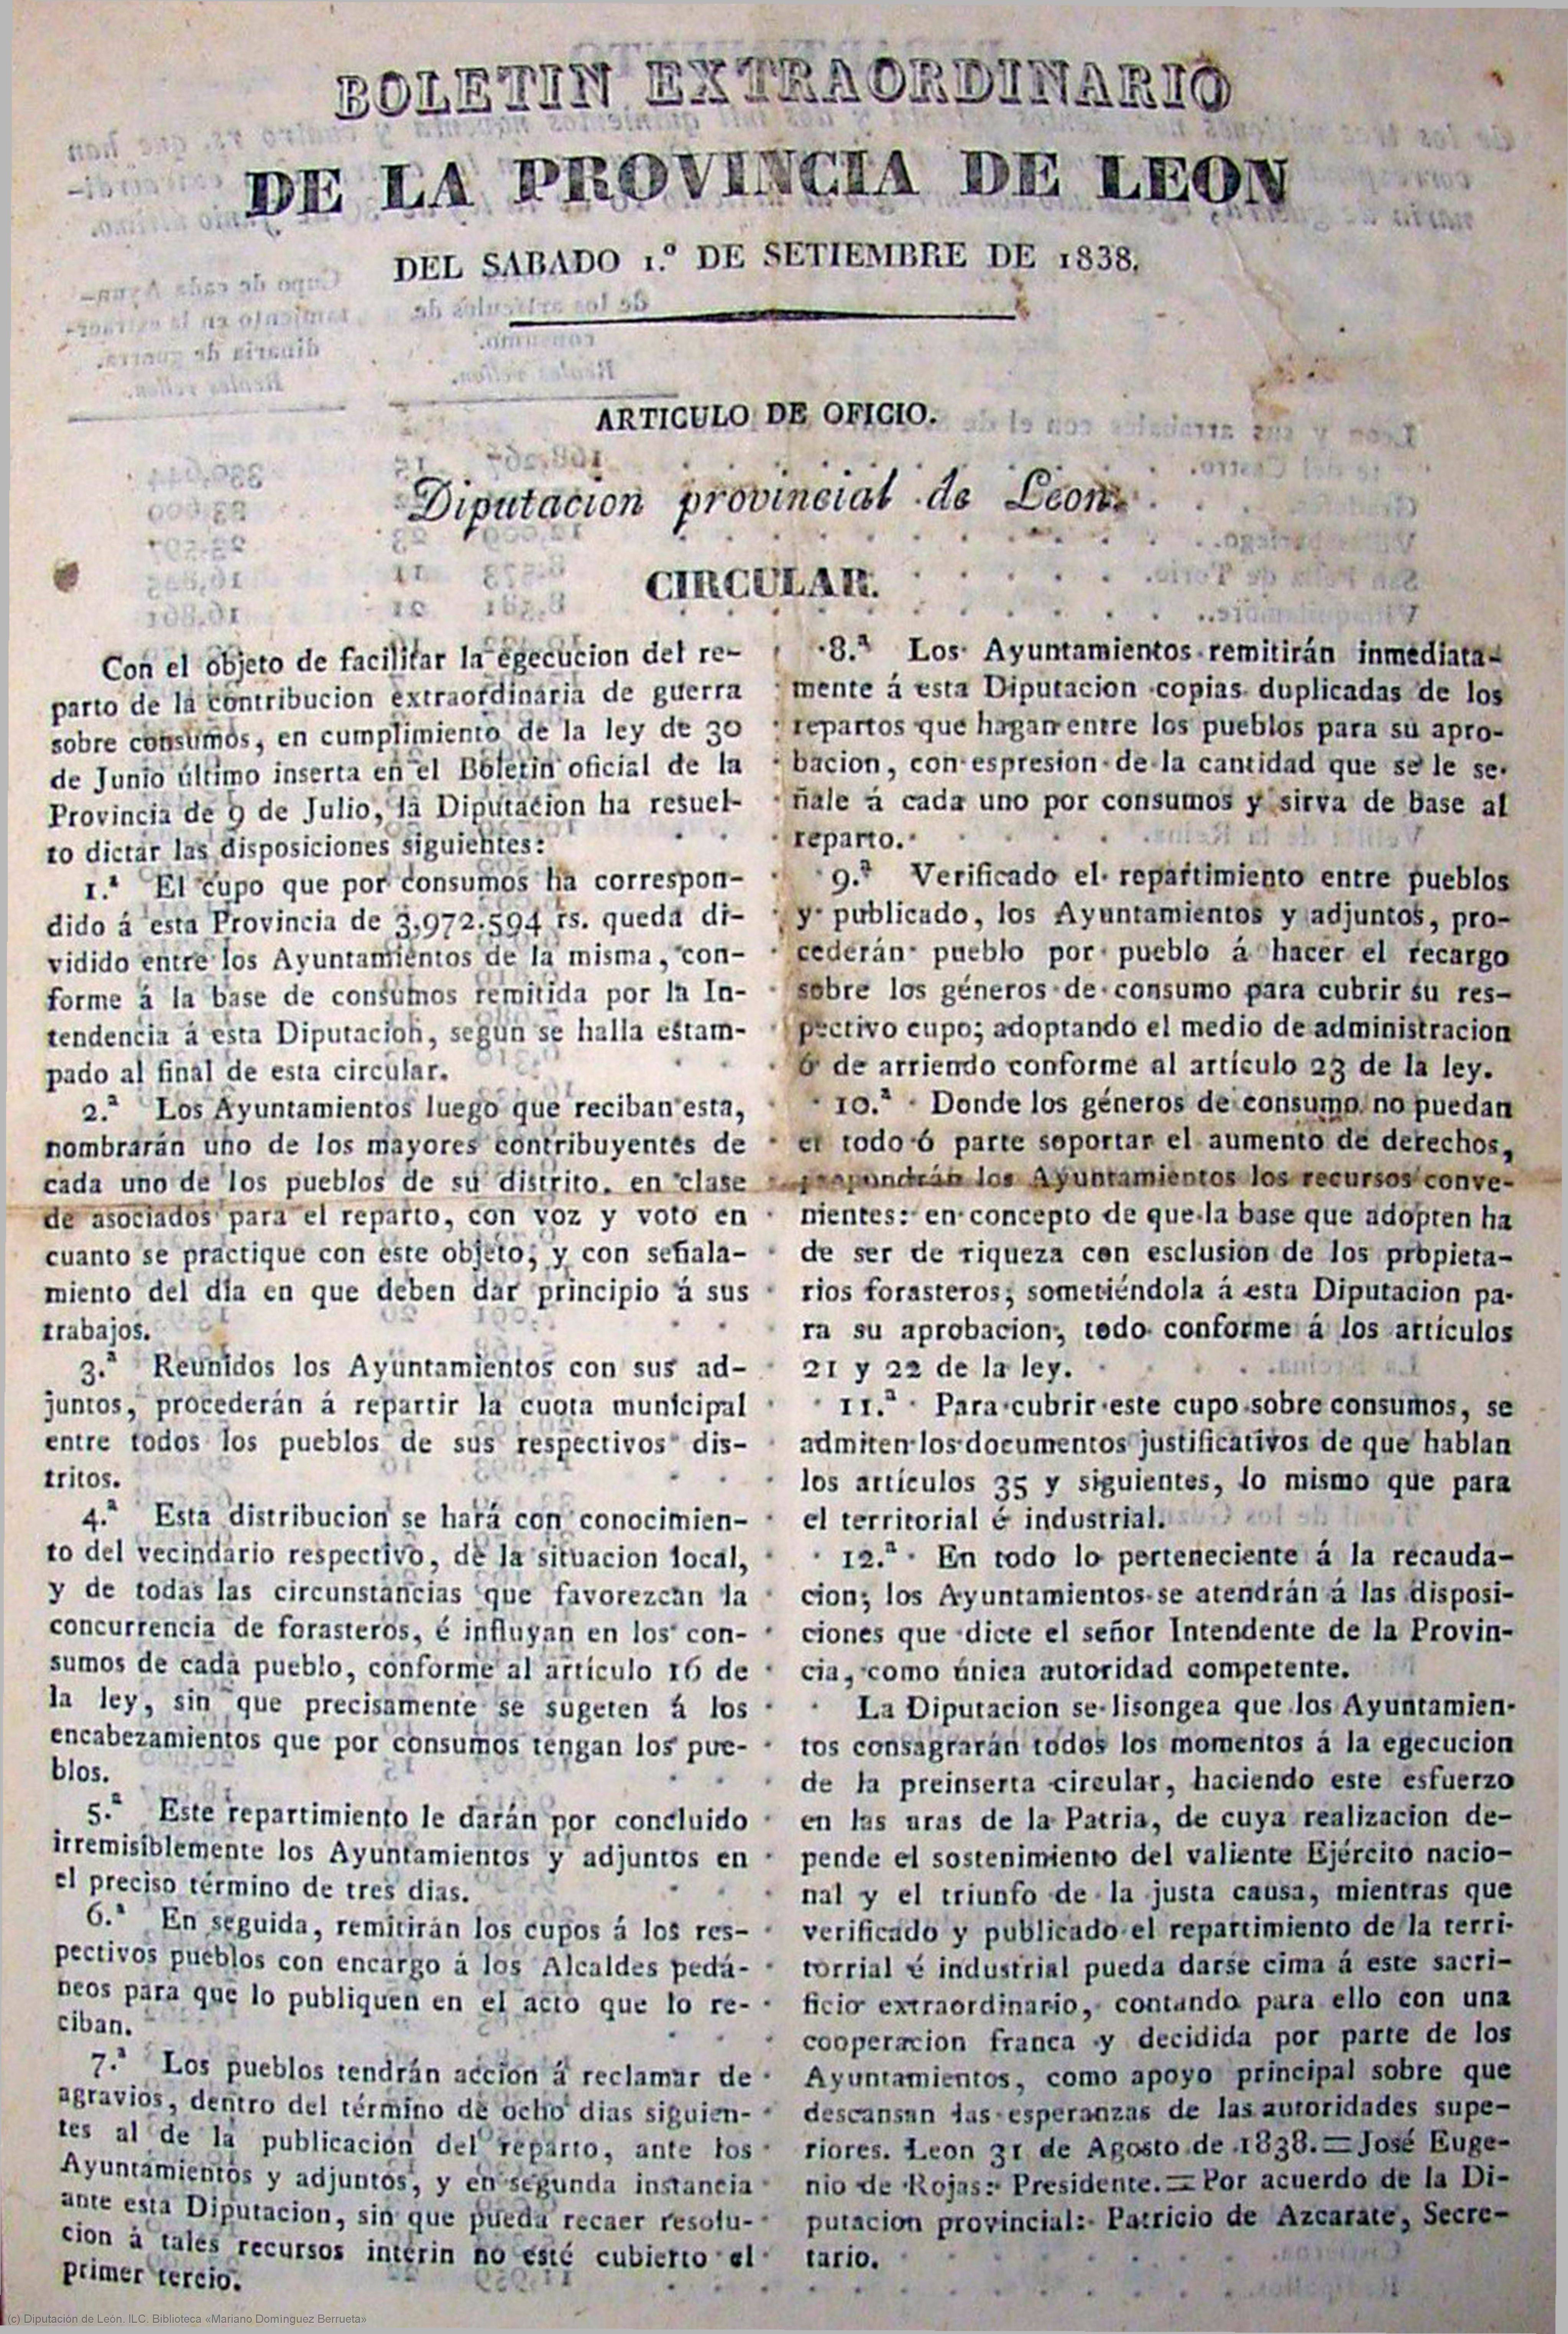 BOLETIN EXTRAORDINARIO
DE LA PROVINCIA DE LEON
DEL SABADO 1.º DE SETIEMBRE DE 1838.
ARTICULO DE OFICIO.
Diputacion provincial de Leon.
CIRCULAR.
Con el objeto de facilitar la egecucion del re-
parto de la contribucion extraordinaria de guerra
sobre consumos, en cumplimiento de la ley de 30
de Junio último inserta en el Boletin oficial de la
Provincia de 9 de Julio, la Diputacion ha resuel-
to dictar las disposiciones siguientes:
1.ª El cupo que por consumos ha correspon-
dido á esta Provincia de 3.972.594 rs. queda di-
vidido entre los Ayuntamientos de la misma, con-
forme á la base de consumos remitida por la In-
tendencia á esta Diputacion, segun se halla estam-
pado al final de esta circular.
2.ª Los Ayuntamientos luego que reciban esta,
nombrarán uno de los mayores contribuyentes de
cada uno de los pueblos de su distrito, en clase
de asociados para el reparto, con voz y voto en
cuanto se practique con este objeto; y con señala-
miento del dia en que deben dar principio á sus
trabajos.
3.ª Reunidos los Ayuntamientos con sus ad-
juntos, procederán á repartir la cuota municipal
entre todos los pueblos de sus respectivos dis-
tritos.
4.ª Esta distribucion se hará con conocimien-
to del vecindario respectivo, de la situacion local,
y de todas las circunstancias que favorezcan la
concurrencia de forasteros, é influyan en los con-
sumos de cada pueblo, conforme al artículo 16 de
la ley, sin que precisamente se sugeten á los
encabezamientos que por consumos tengan los pue-
blos.
5.ª Este repartimiento le darán por concluido
irremisiblemente los Ayuntamientos y adjuntos en
el preciso término de tres dias.
6.ª En seguida, remitirán los cupos á los res-
pectivos pueblos con encargo á los Alcaldes pedá-
neos para que lo publiquen en el acto que lo re-
ciban.
7.ª Los pueblos tendrán accion á reclamar de
agravios, dentro del término de ocho dias siguien-
tes al de la publicacion del reparto, ante los
Ayuntamientos y adjuntos, y en segunda instancia
ante esta Diputacion, sin que pueda recaer resolu-
cion á tales recursos interin no esté cubierto el
primer tercio.
8.ª Los Ayuntamientos remitirán inmediata-
mente á esta Diputacion copias duplicadas de los
repartos que hagan entre los pueblos para su apro-
bacion, con espresion de la cantidad que se le se-
ñale á cada uno por consumos y sirva de base al
reparto.
9.ª Verificado el repartimiento entre pueblos
y publicado, los Ayuntamientos y adjuntos, pro-
cederán pueblo por pueblo á hacer el recargo
sobre los géneros de consumo para cubrir su res-
pectivo cupo; adoptando el medio de administracion
ó de arriendo conforme al artículo 23 de la ley.
10.ª Donde los géneros de consumo no puedan
el todo ó parte soportar el aumento de derechos,
propondrán los Ayuntamientos los recursos conve-
nientes: en concepto de que la base que adopten ha
de ser de riqueza con esclusion de los propieta-
rios forasteros; sometiéndola á esta Diputacion pa-
ra su aprobacion, todo conforme á los artículos
21 y 22 de la ley.
11.ª Para cubrir este cupo sobre consumos, se
admiten los documentos justificativos de que hablan
los artículos 35 y siguientes, lo mismo que para
el territorial é industrial.
12.ª En todo lo perteneciente á la recauda-
cion; los Ayuntamientos se atendrán á las disposi-
ciones que dicte el señor Intendente de la Provin-
cia, como única autoridad competente.
La Diputacion se lisongea que los Ayuntamien-
tos consagrarán todos los momentos á la egecucion
de la preinserta circular, haciendo este esfuerzo
en las aras de la Patria, de cuya realizacion de-
pende el sostenimiento del valiente Ejército nacio-
nal y el triunfo de la justa causa, mientras que
verificado y publicado el repartimiento de la terri-
torrial é industrial pueda darse cima á este sacri-
ficio extraordinario, contando para ello con una
cooperacion franca y decidida por parte de los
Ayuntamientos, como apoyo principal sobre que
descansan las esperanzas de las autoridades supe-
riores. Leon 31 de Agosto de 1838.=José Euge-
nio de Rojas: Presidente.=Por acuerdo de la Di-
putacion provincial: Patricio de Azcarate, Secre-
tario.
(c) Diputación de León. ILC. Biblioteca «Mariano Domínguez Berrueta»